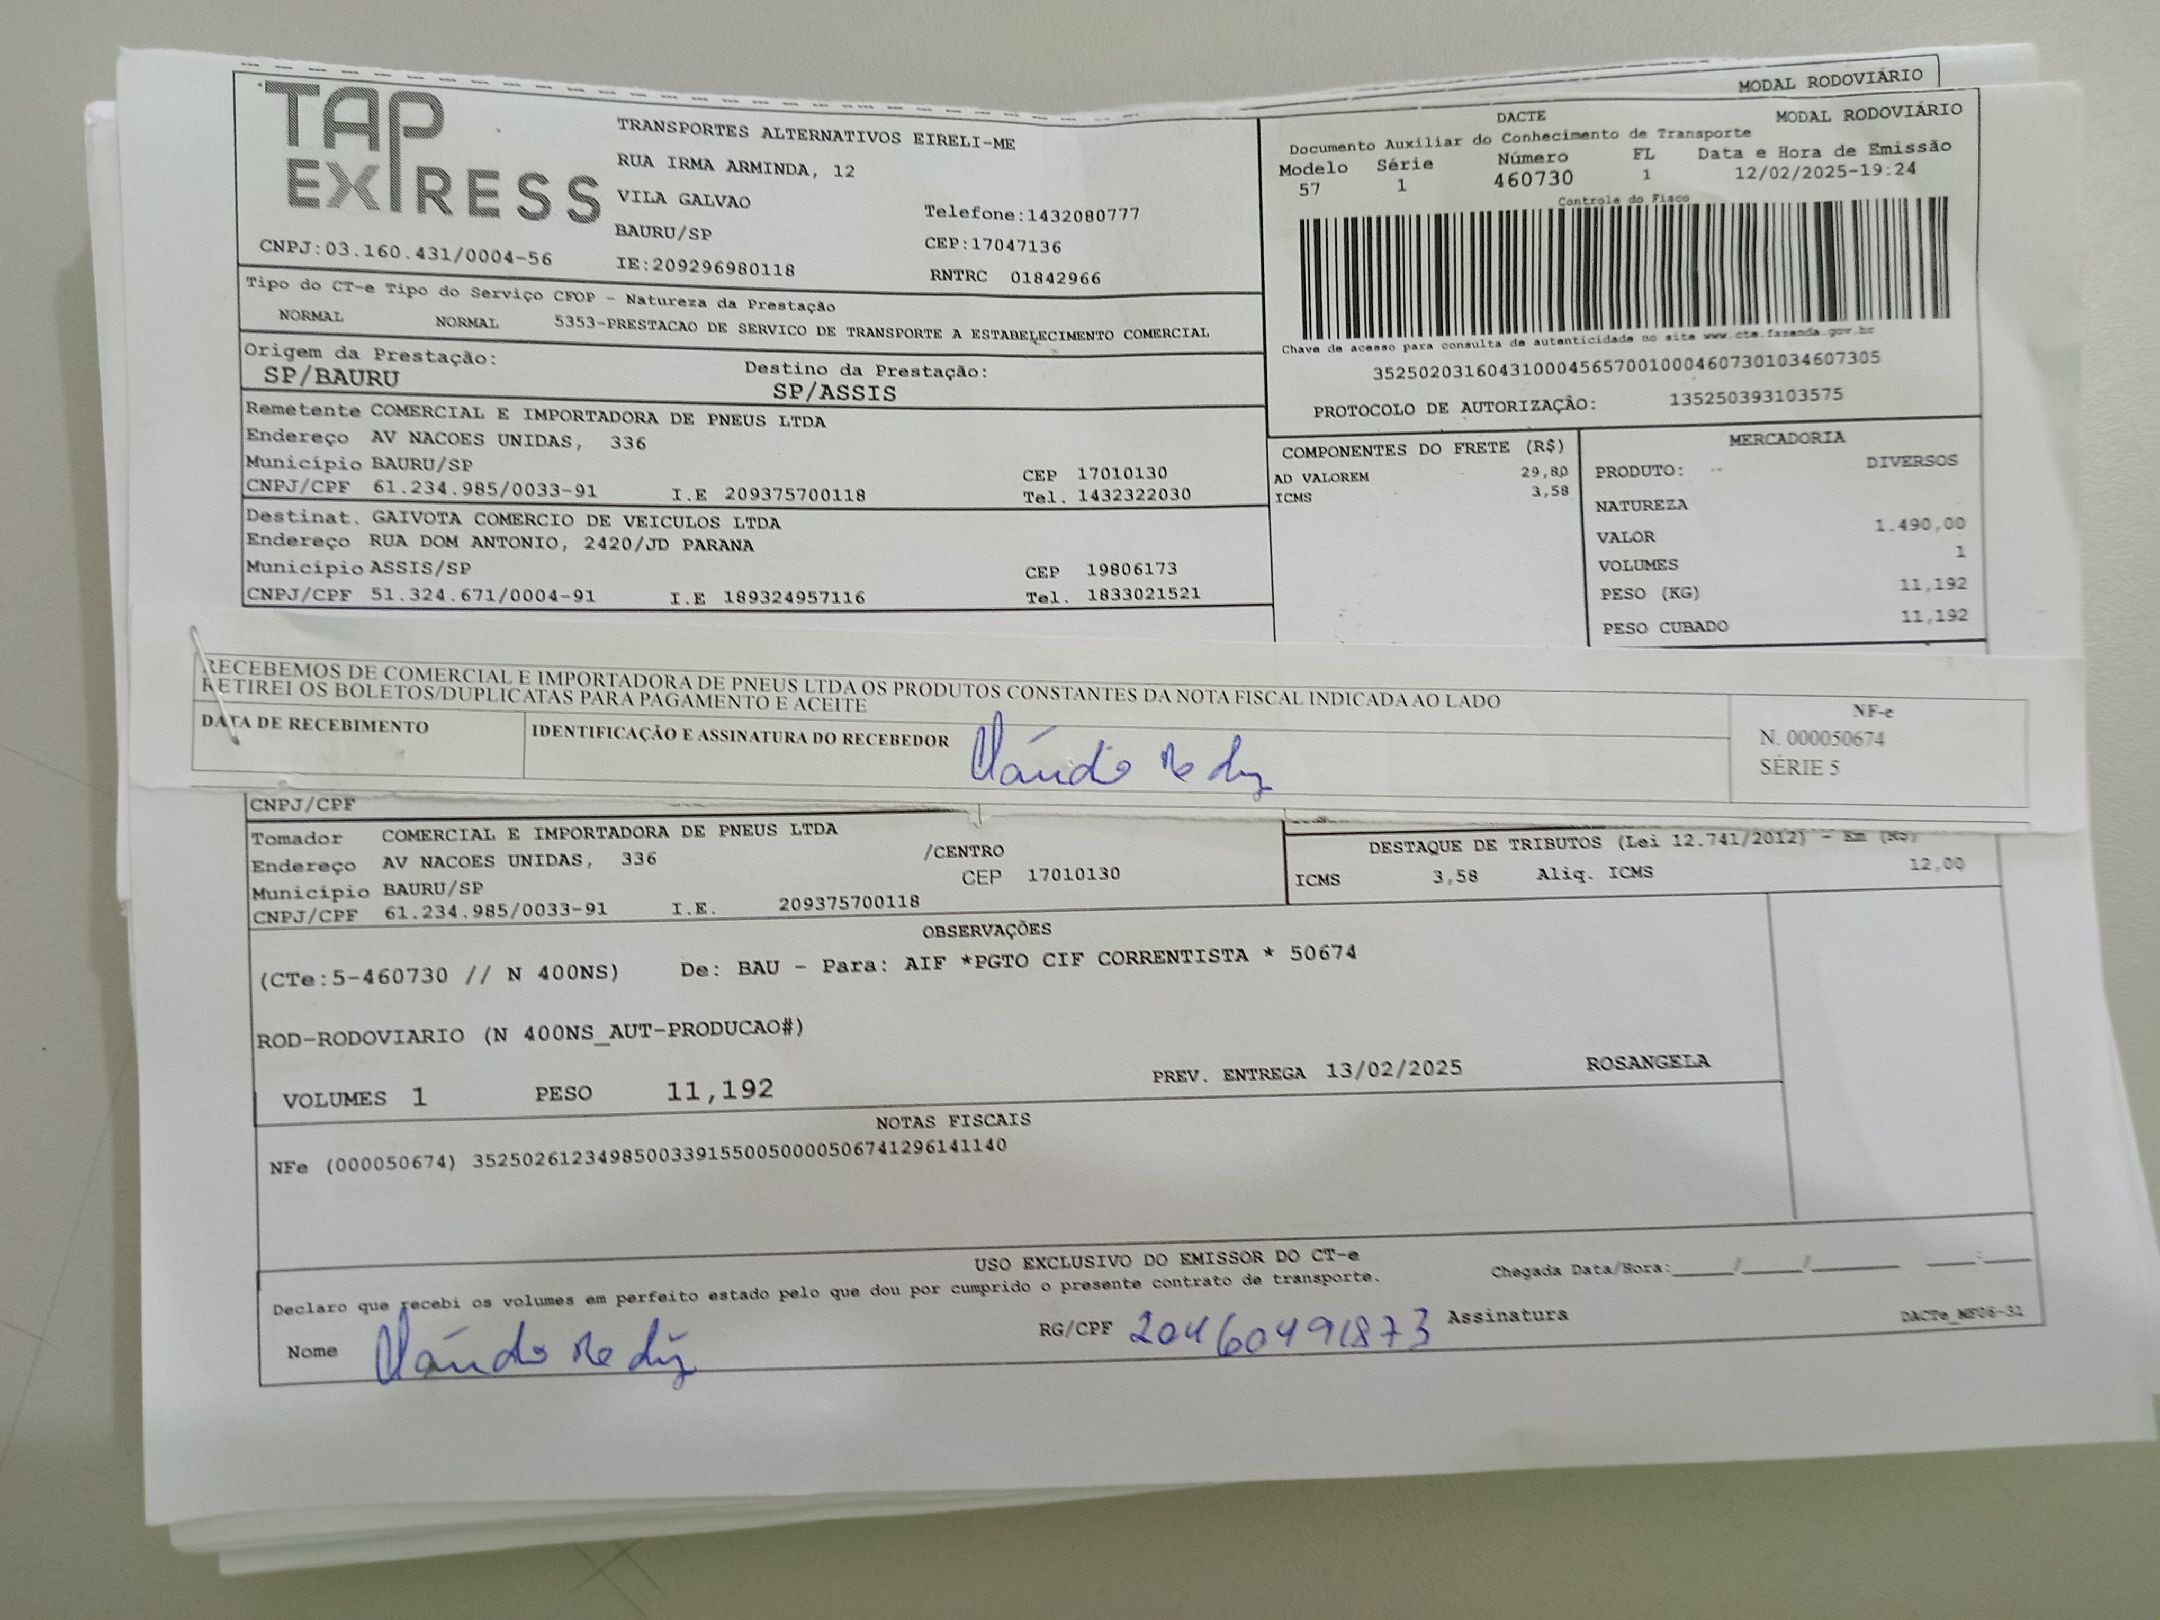 MODAL RODOVIÁRIO
TAP EXPRESS
CNPJ:03.160.431/0004-56
TRANSPORTES ALTERNATIVOS EIRELI-ME
RUA IRMA ARMINDA, 12
VILA GALVAO
BAURU/SP
IE:209296980118
Telefone:1432080777
CEP:17047136
RNTRC 01842966
DACTE MODAL RODOVIÁRIO
Documento Auxiliar do Conhecimento de Transporte
Modelo Série Número FL Data e Hora de Emissão
57 1 460730 1 12/02/2025-19:24
Controle do Fisco
Chave de acesso para consulta de autenticidade no site www.cte.fazenda.gov.br
35250203160431000456570010004607301034607305
PROTOCOLO DE AUTORIZAÇÃO: 135250393103575
Tipo do CT-e Tipo do Serviço CFOP - Natureza da Prestação
NORMAL NORMAL 5353-PRESTACAO DE SERVICO DE TRANSPORTE A ESTABELECIMENTO COMERCIAL
Origem da Prestação: Destino da Prestação:
SP/BAURU SP/ASSIS
Remetente COMERCIAL E IMPORTADORA DE PNEUS LTDA
Endereço AV NACOES UNIDAS, 336
Município BAURU/SP CEP 17010130
CNPJ/CPF 61.234.985/0033-91 I.E 209375700118 Tel. 1432322030
Destinat. GAIVOTA COMERCIO DE VEICULOS LTDA
Endereço RUA DOM ANTONIO, 2420/JD PARANA
Município ASSIS/SP CEP 19806173
CNPJ/CPF 51.324.671/0004-91 I.E 189324957116 Tel. 1833021521
COMPONENTES DO FRETE (R$)
AD VALOREM 29,80
ICMS 3,58
MERCADORIA
PRODUTO: DIVERSOS
NATUREZA
VALOR 1.490,00
VOLUMES 1
PESO (KG) 11,192
PESO CUBADO 11,192
RECEBEMOS DE COMERCIAL E IMPORTADORA DE PNEUS LTDA OS PRODUTOS CONSTANTES DA NOTA FISCAL INDICADA AO LADO
RETIREI OS BOLETOS/DUPLICATAS PARA PAGAMENTO E ACEITE
DATA DE RECEBIMENTO IDENTIFICAÇÃO E ASSINATURA DO RECEBEDOR
NF-e
N. 000050674
SÉRIE 5
CNPJ/CPF
Tomador COMERCIAL E IMPORTADORA DE PNEUS LTDA
Endereço AV NACOES UNIDAS, 336 /CENTRO
Município BAURU/SP CEP 17010130
CNPJ/CPF 61.234.985/0033-91 I.E. 209375700118
DESTAQUE DE TRIBUTOS (Lei 12.741/2012) - Em (R$)
ICMS 3,58 Aliq. ICMS 12,00
OBSERVAÇÕES
(CTe:5-460730 // N 400NS) De: BAU - Para: AIF *PGTO CIF CORRENTISTA * 50674
ROD-RODOVIARIO (N 400NS_AUT-PRODUCAO#)
VOLUMES 1 PESO 11,192 PREV. ENTREGA 13/02/2025 ROSANGELA
NOTAS FISCAIS
NFe (000050674) 35250261234985003391550050000506741296141140
USO EXCLUSIVO DO EMISSOR DO CT-e
Declaro que recebi os volumes em perfeito estado pelo que dou por cumprido o presente contrato de transporte.
Chegada Data/Hora:_____/_____/_______ ____:____
Nome RG/CPF 20460491873 Assinatura
DACTe_MF06-31